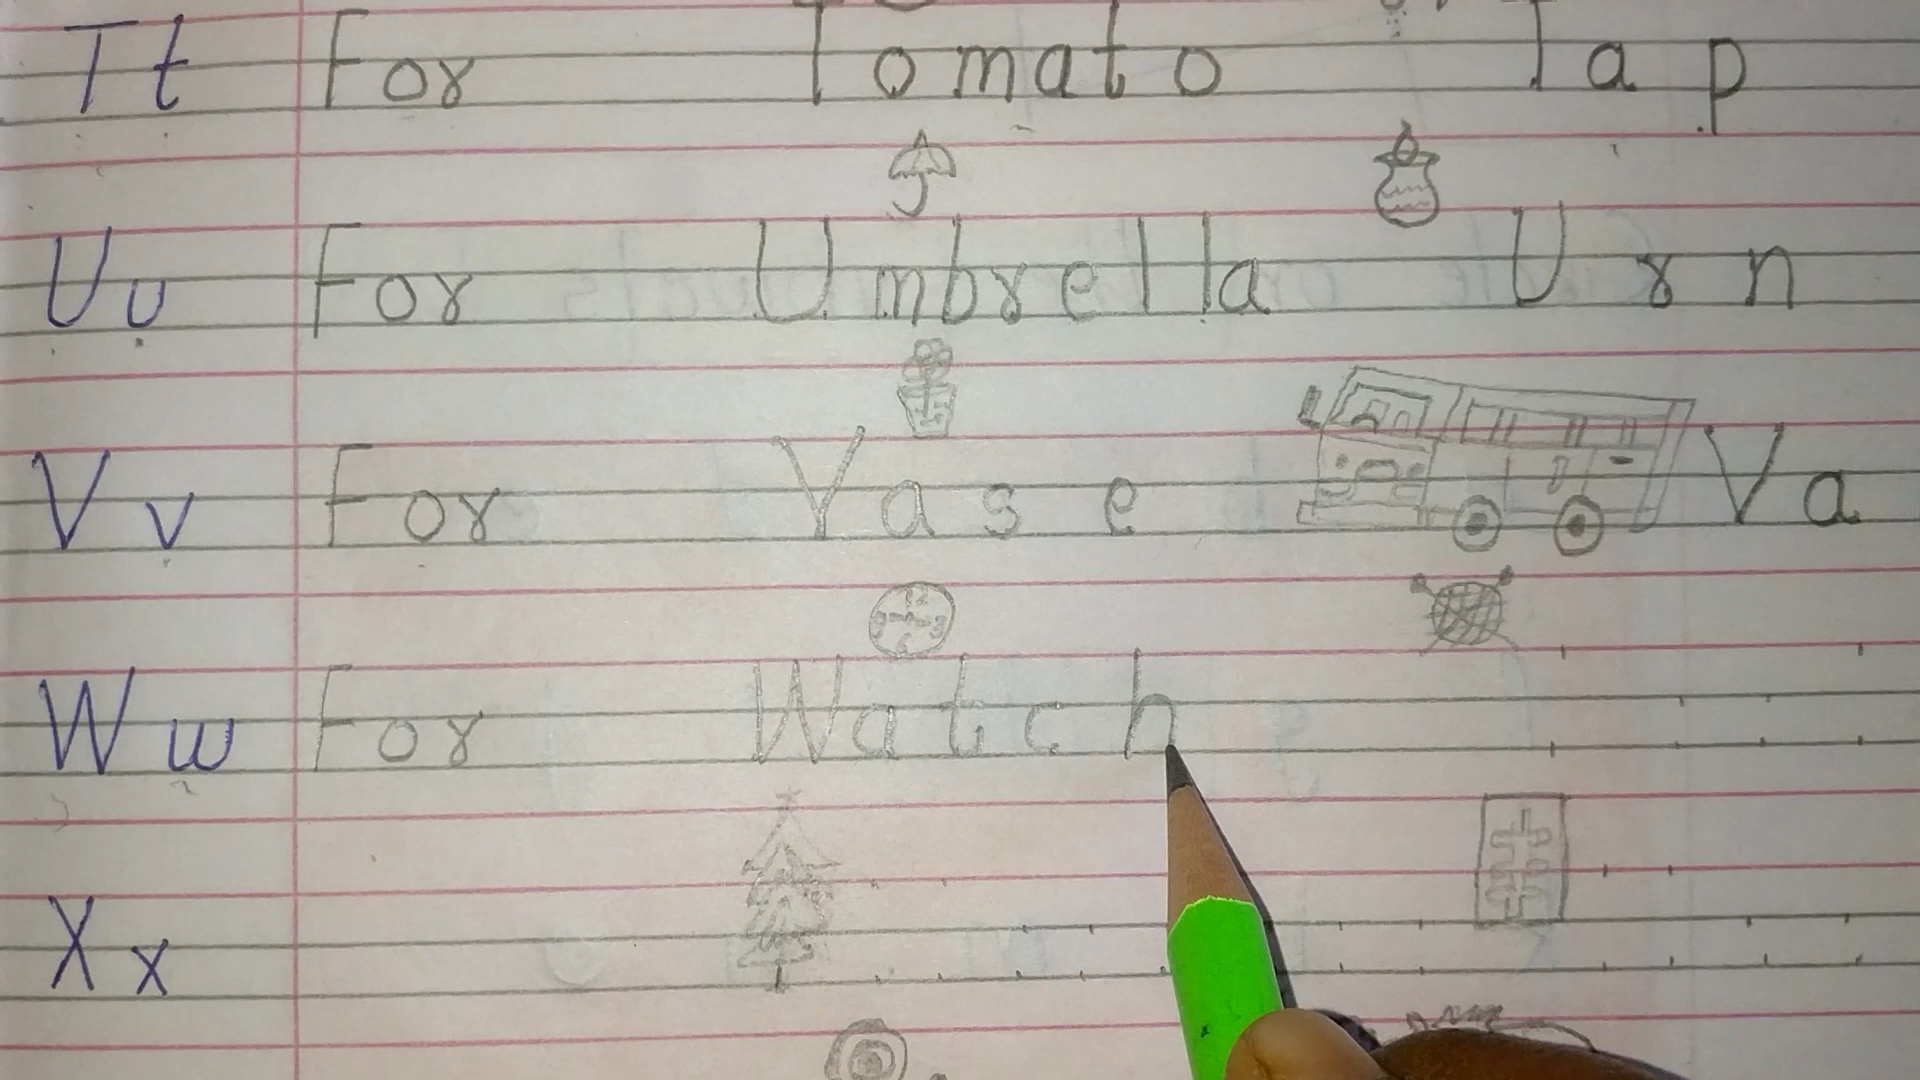 Tt For Tomato Tap
Uu For Umbrella Urn
Vv For Vase Va
Ww For Watch
Xx